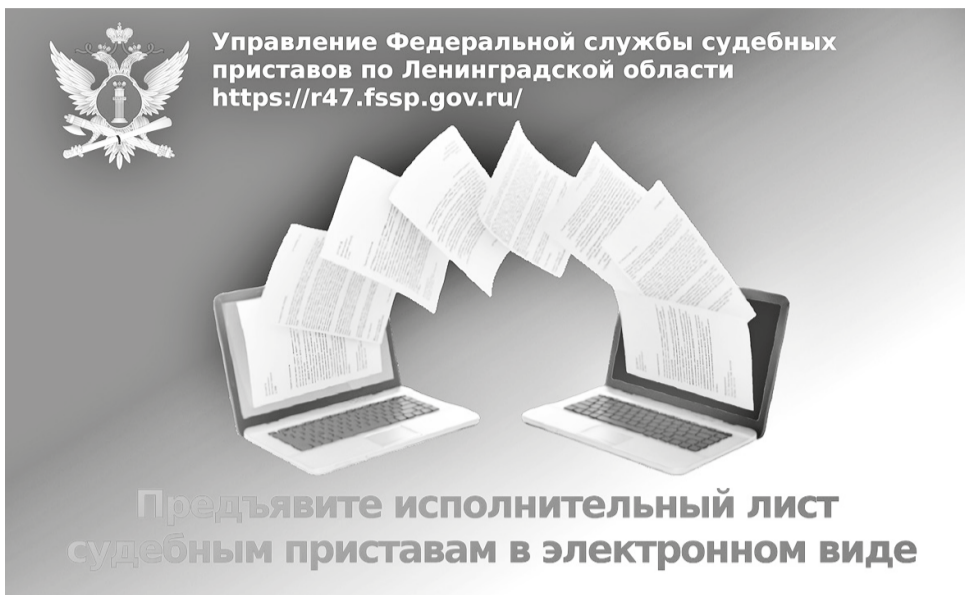 Управление Федеральной службы судебных
приставов по Ленинградской области
https://r47.fssp.gov.ru/
Предъявите исполнительный лист
судебным приставам в электронном виде